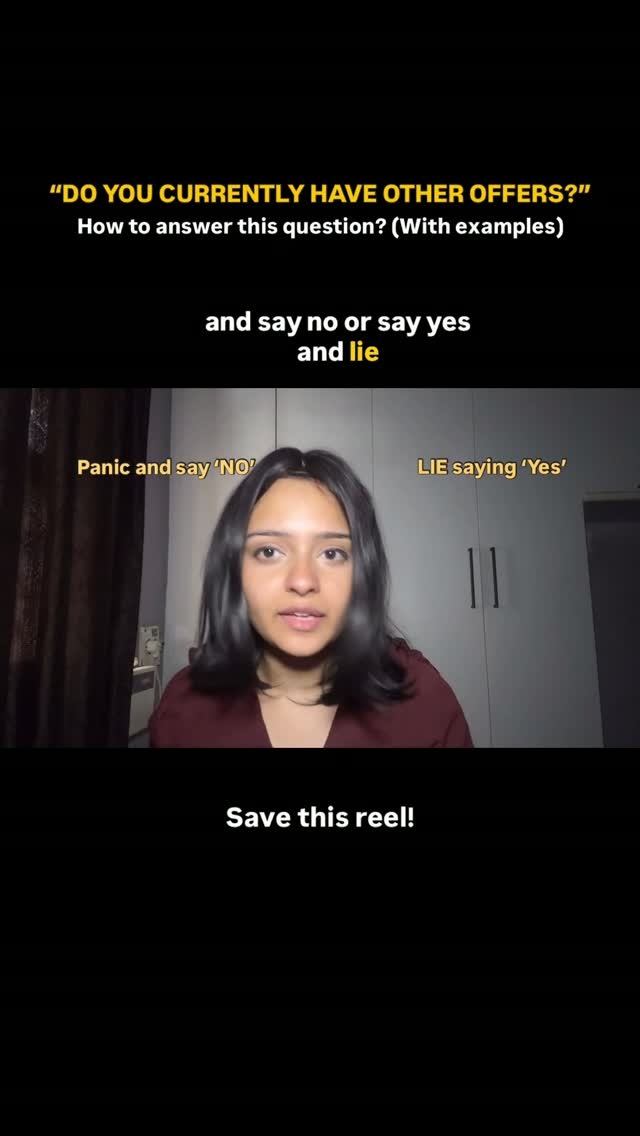 “DO YOU CURRENTLY HAVE OTHER OFFERS?”
How to answer this question? (With examples)
and say no or say yes
and lie
Panic and say ‘NO’
LIE saying ‘Yes’
Save this reel!